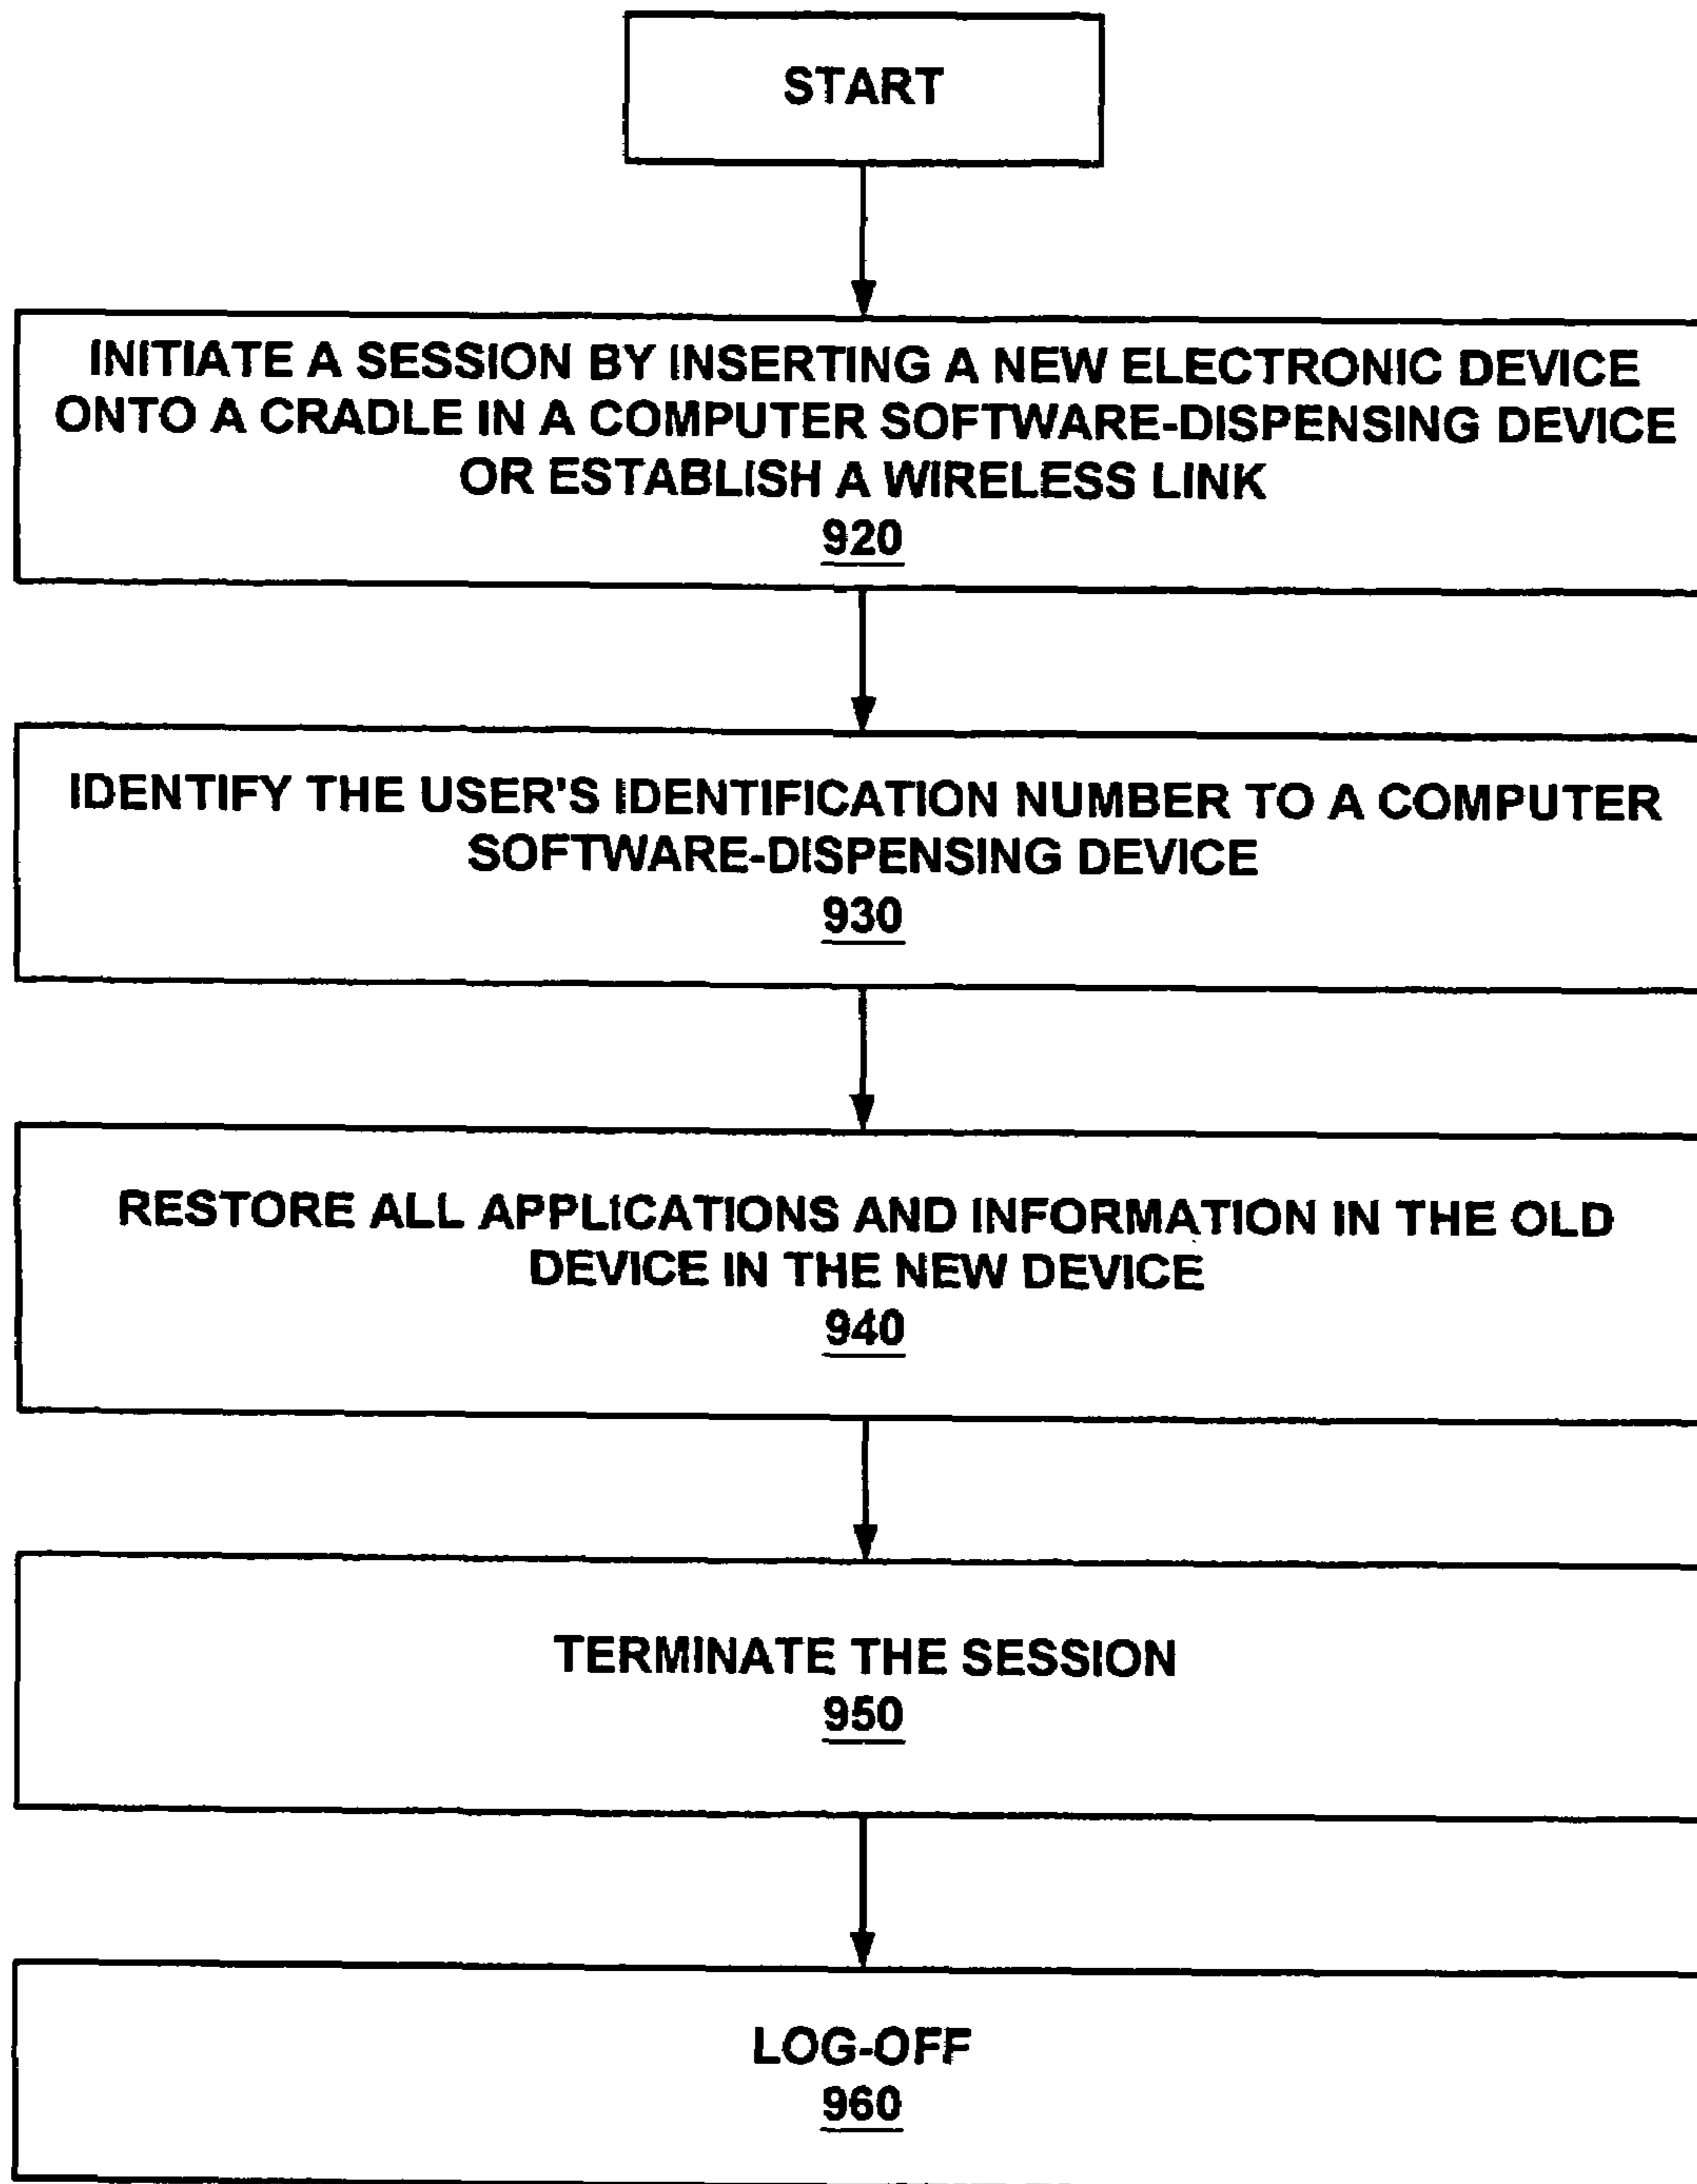 START
INITIATE A SESSION BY INSERTING A NEW ELECTRONIC DEVICE
ONTO A CRADLE IN A COMPUTER SOFTWARE-DISPENSING DEVICE
OR ESTABLISH A WIRELESS LINK
920
IDENTIFY THE USER'S IDENTIFICATION NUMBER TO A COMPUTER
SOFTWARE-DISPENSING DEVICE
930
RESTORE ALL APPLICATIONS AND INFORMATION IN THE OLD
DEVICE IN THE NEW DEVICE
940
TERMINATE THE SESSION
950
LOG-OFF
960